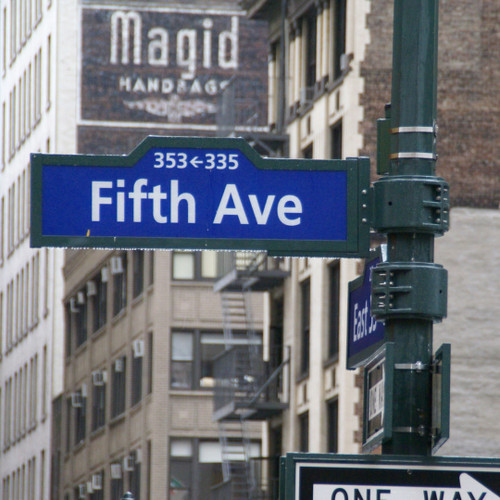 Magid
HANDBAGS
353←335
Fifth Ave
East
ONE WAY